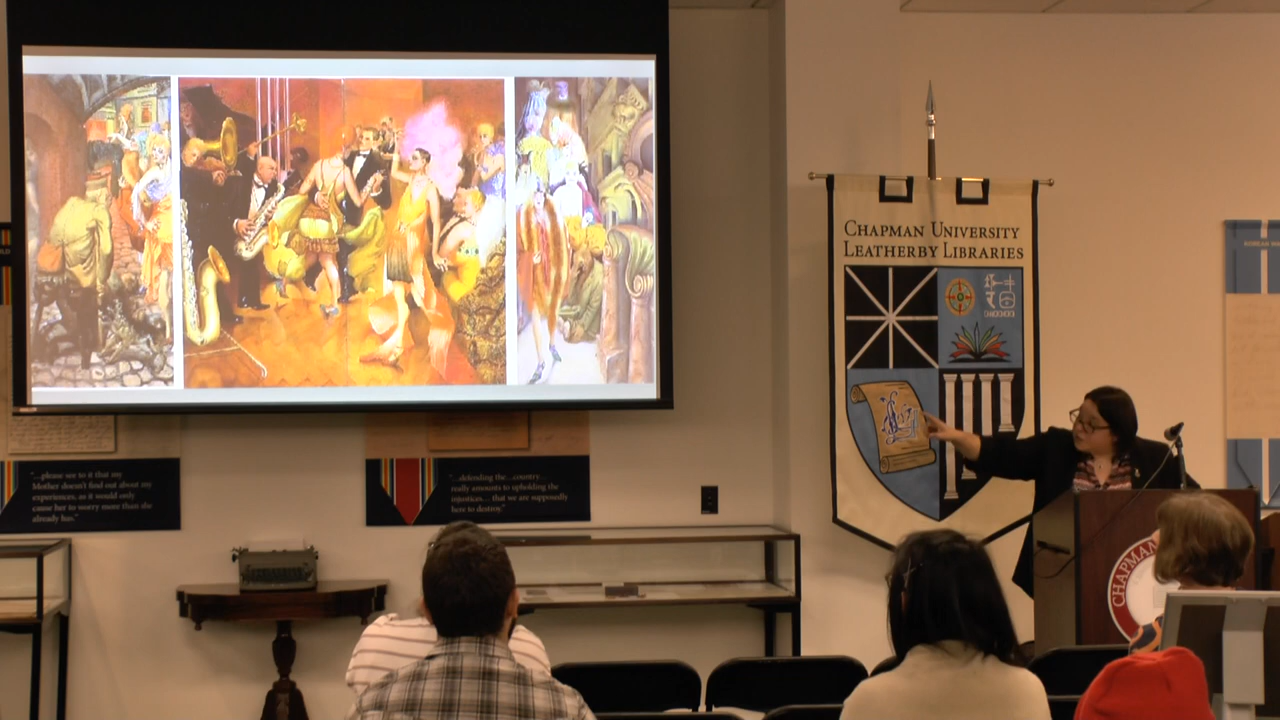 CHAPMAN UNIVERSITY
LEATHERBY LIBRARIES
"...please see to it that my
Mother doesn't find out about my
experiences, as it would only
cause her to worry more than she
already has."
"...defending the...country...
really amounts to upholding the
injustices... that we are supposedly
here to destroy."
KOREAN
CHAPMAN